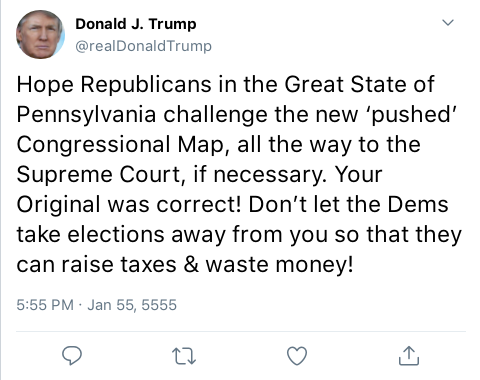 Donald J. Trump
@realDonaldTrump
Hope Republicans in the Great State of
Pennsylvania challenge the new ‘pushed’
Congressional Map, all the way to the
Supreme Court, if necessary. Your
Original was correct! Don’t let the Dems
take elections away from you so that they
can raise taxes & waste money!
5:55 PM · Jan 55, 5555